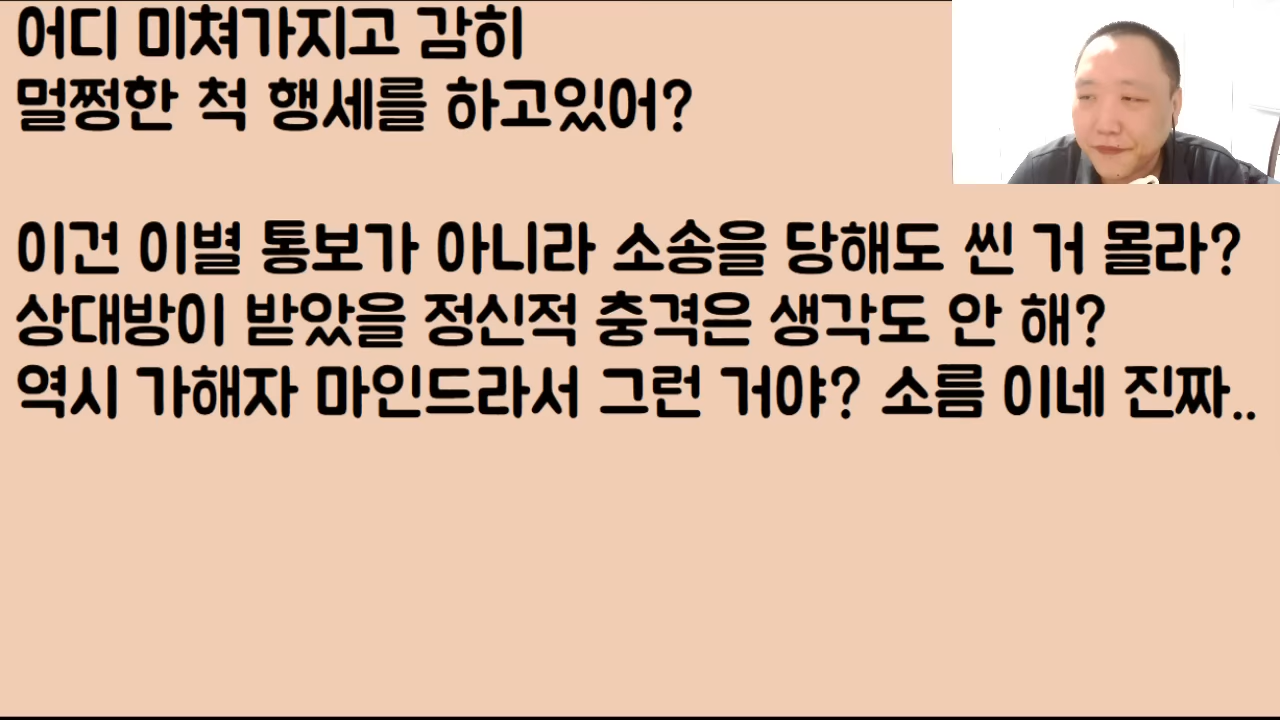 어디 미쳐가지고 감히
멀쩡한 척 행세를 하고있어?
이건 이별 통보가 아니라 소송을 당해도 씬 거 몰라?
상대방이 받았을 정신적 충격은 생각도 안 해?
역시 가해자 마인드라서 그런 거야? 소름 이네 진짜..